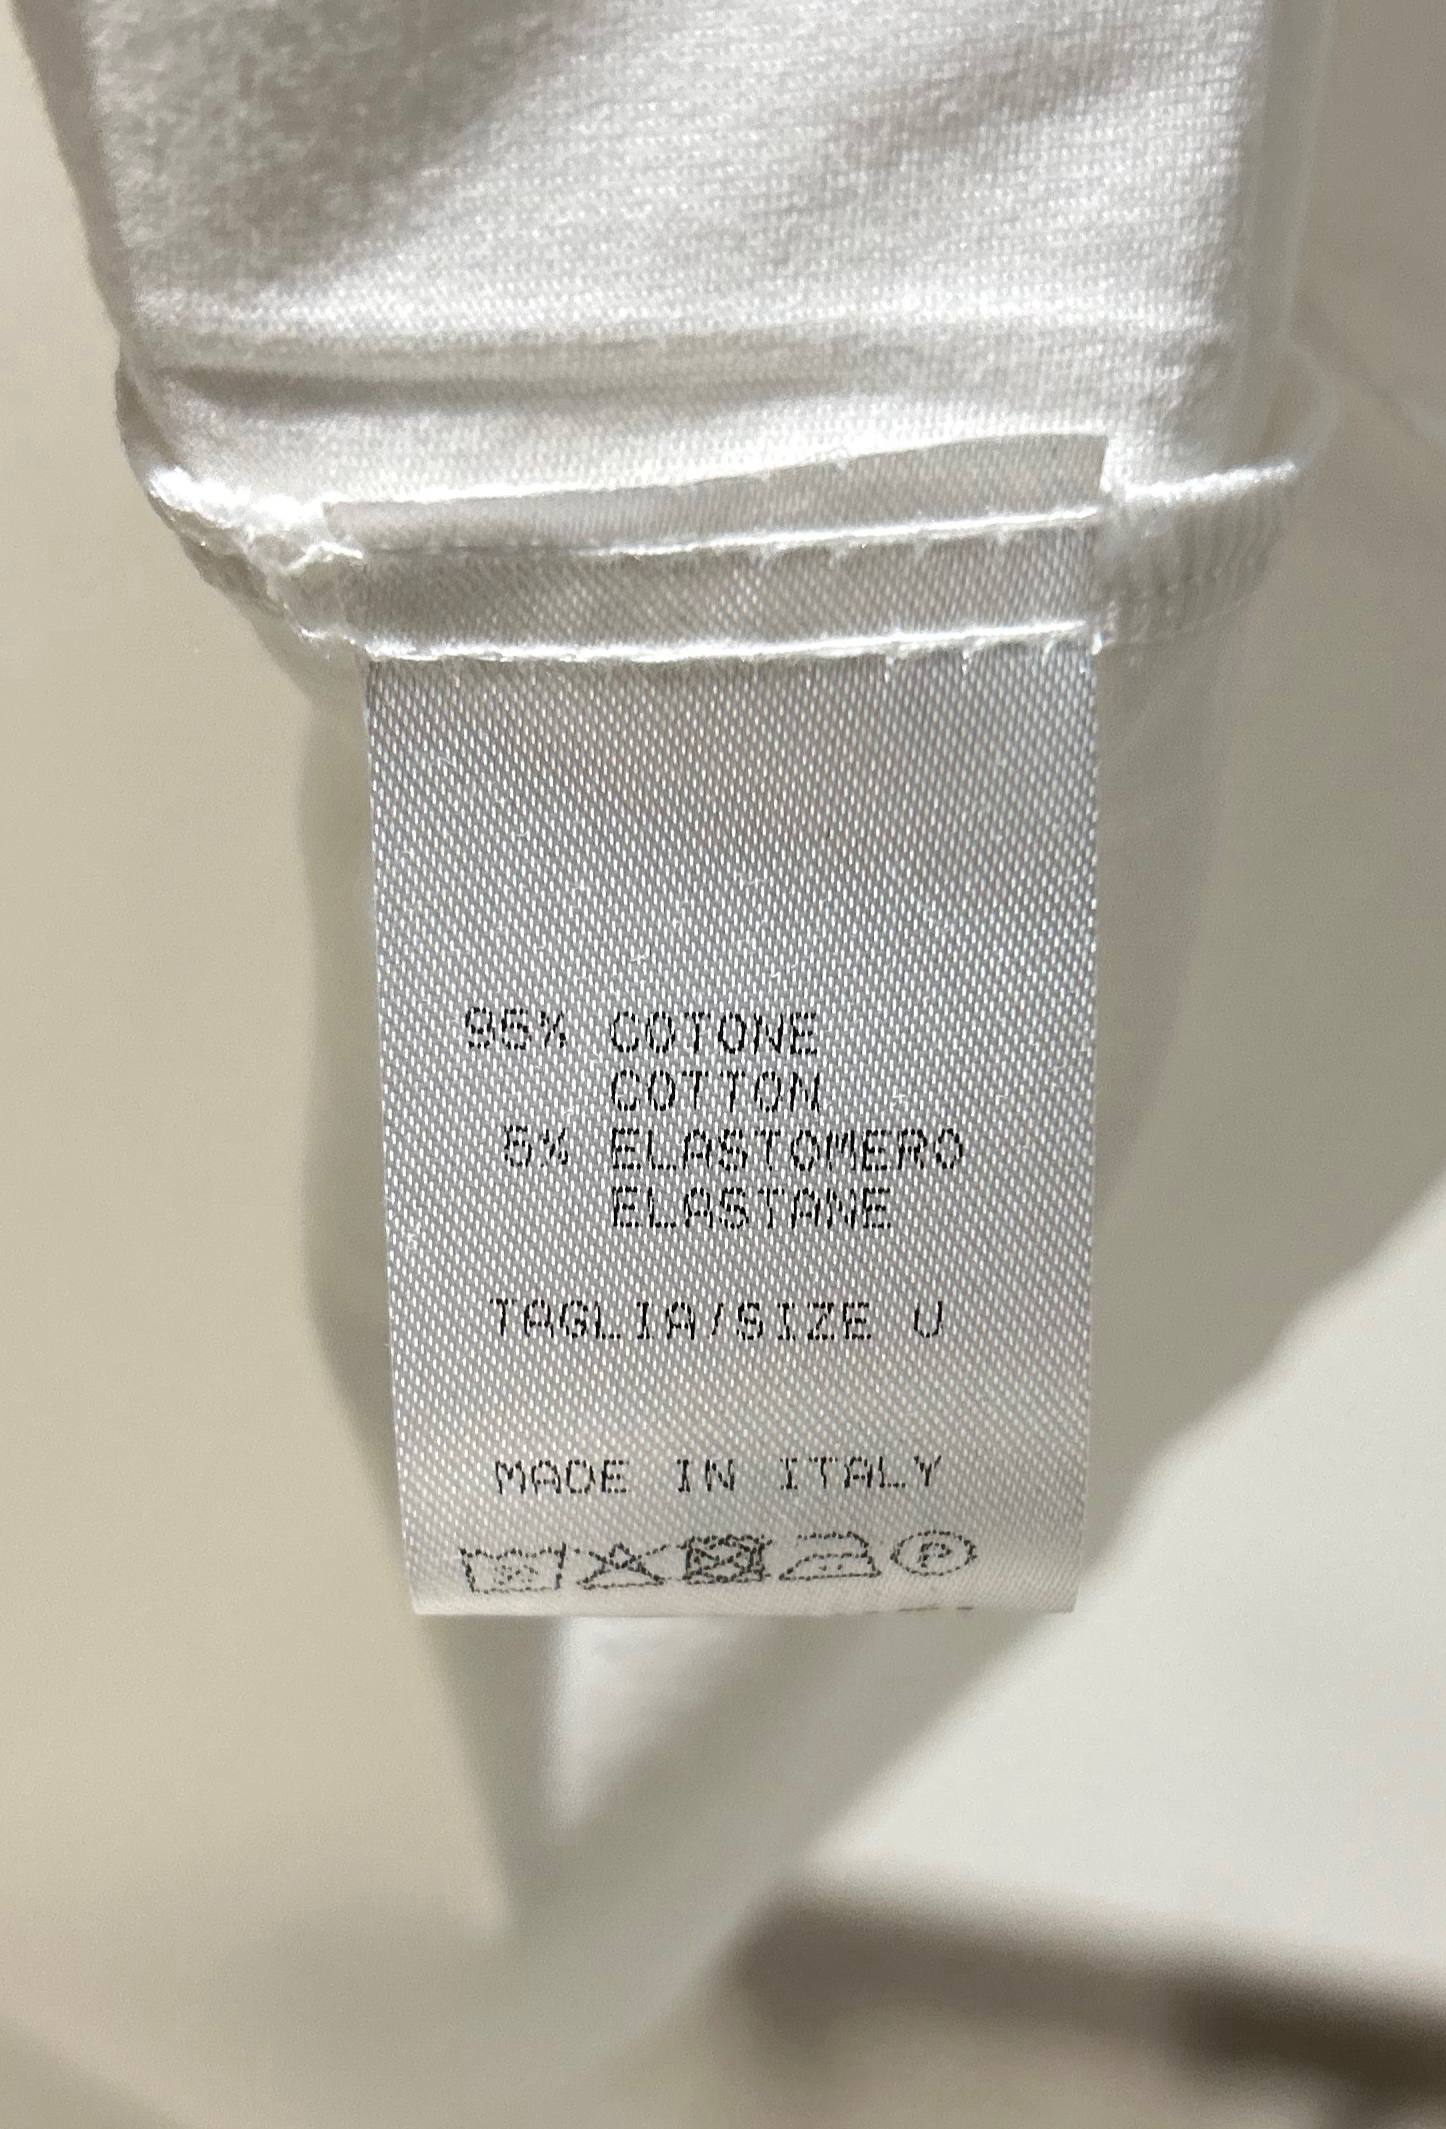 95% COTONE
COTTON
5% ELASTOMERO
ELASTANE
TAGLIA/SIZE U
MADE IN ITALY
P